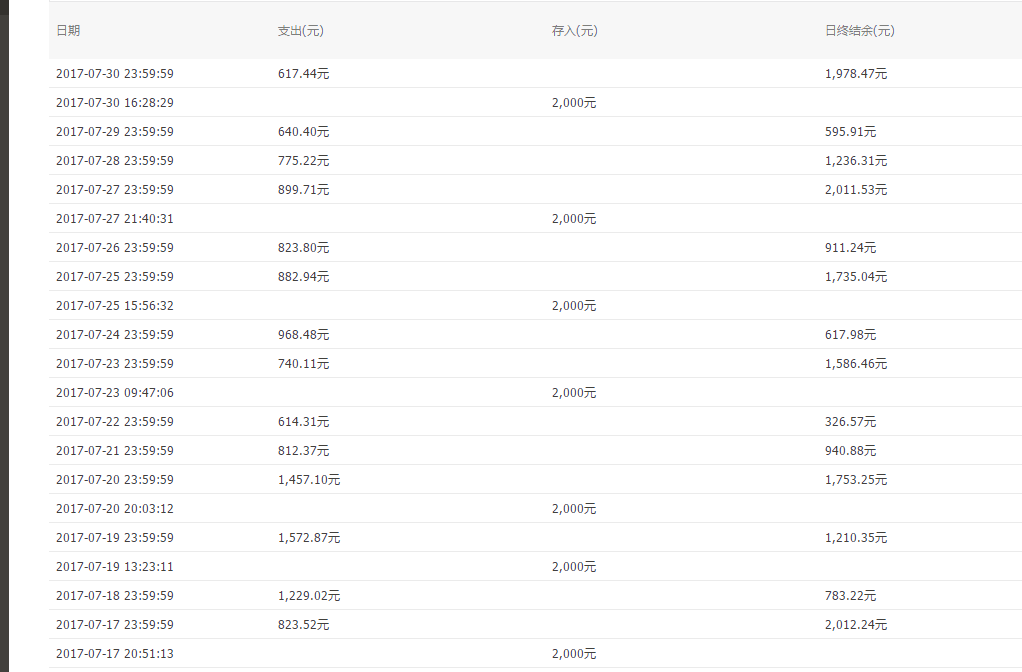 日期 支出(元) 存入(元) 日终结余(元)
2017-07-30 23:59:59 617.44元 1,978.47元
2017-07-30 16:28:29 2,000元
2017-07-29 23:59:59 640.40元 595.91元
2017-07-28 23:59:59 775.22元 1,236.31元
2017-07-27 23:59:59 899.71元 2,011.53元
2017-07-27 21:40:31 2,000元
2017-07-26 23:59:59 823.80元 911.24元
2017-07-25 23:59:59 882.94元 1,735.04元
2017-07-25 15:56:32 2,000元
2017-07-24 23:59:59 968.48元 617.98元
2017-07-23 23:59:59 740.11元 1,586.46元
2017-07-23 09:47:06 2,000元
2017-07-22 23:59:59 614.31元 326.57元
2017-07-21 23:59:59 812.37元 940.88元
2017-07-20 23:59:59 1,457.10元 1,753.25元
2017-07-20 20:03:12 2,000元
2017-07-19 23:59:59 1,572.87元 1,210.35元
2017-07-19 13:23:11 2,000元
2017-07-18 23:59:59 1,229.02元 783.22元
2017-07-17 23:59:59 823.52元 2,012.24元
2017-07-17 20:51:13 2,000元